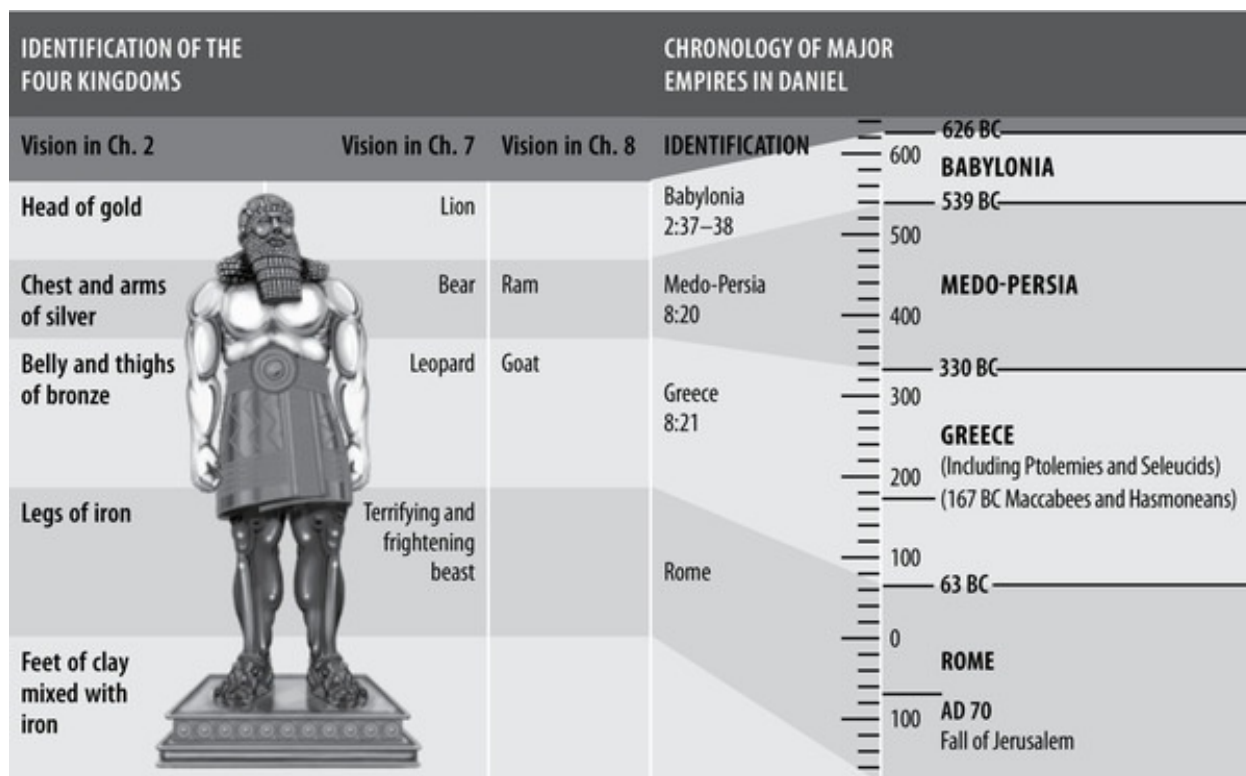 IDENTIFICATION OF THE
FOUR KINGDOMS
CHRONOLOGY OF MAJOR
EMPIRES IN DANIEL
Vision in Ch. 2
Vision in Ch. 7
Vision in Ch. 8
IDENTIFICATION
Head of gold
Lion
Babylonia
2:37–38
Chest and arms
of silver
Bear
Ram
Medo-Persia
8:20
Belly and thighs
of bronze
Leopard
Goat
Greece
8:21
Legs of iron
Terrifying and
frightening
beast
Rome
Feet of clay
mixed with
iron
626 BC
600
BABYLONIA
539 BC
500
MEDO-PERSIA
400
330 BC
300
GREECE
(Including Ptolemies and Seleucids)
200
(167 BC Maccabees and Hasmoneans)
100
63 BC
0
ROME
100
AD 70
Fall of Jerusalem